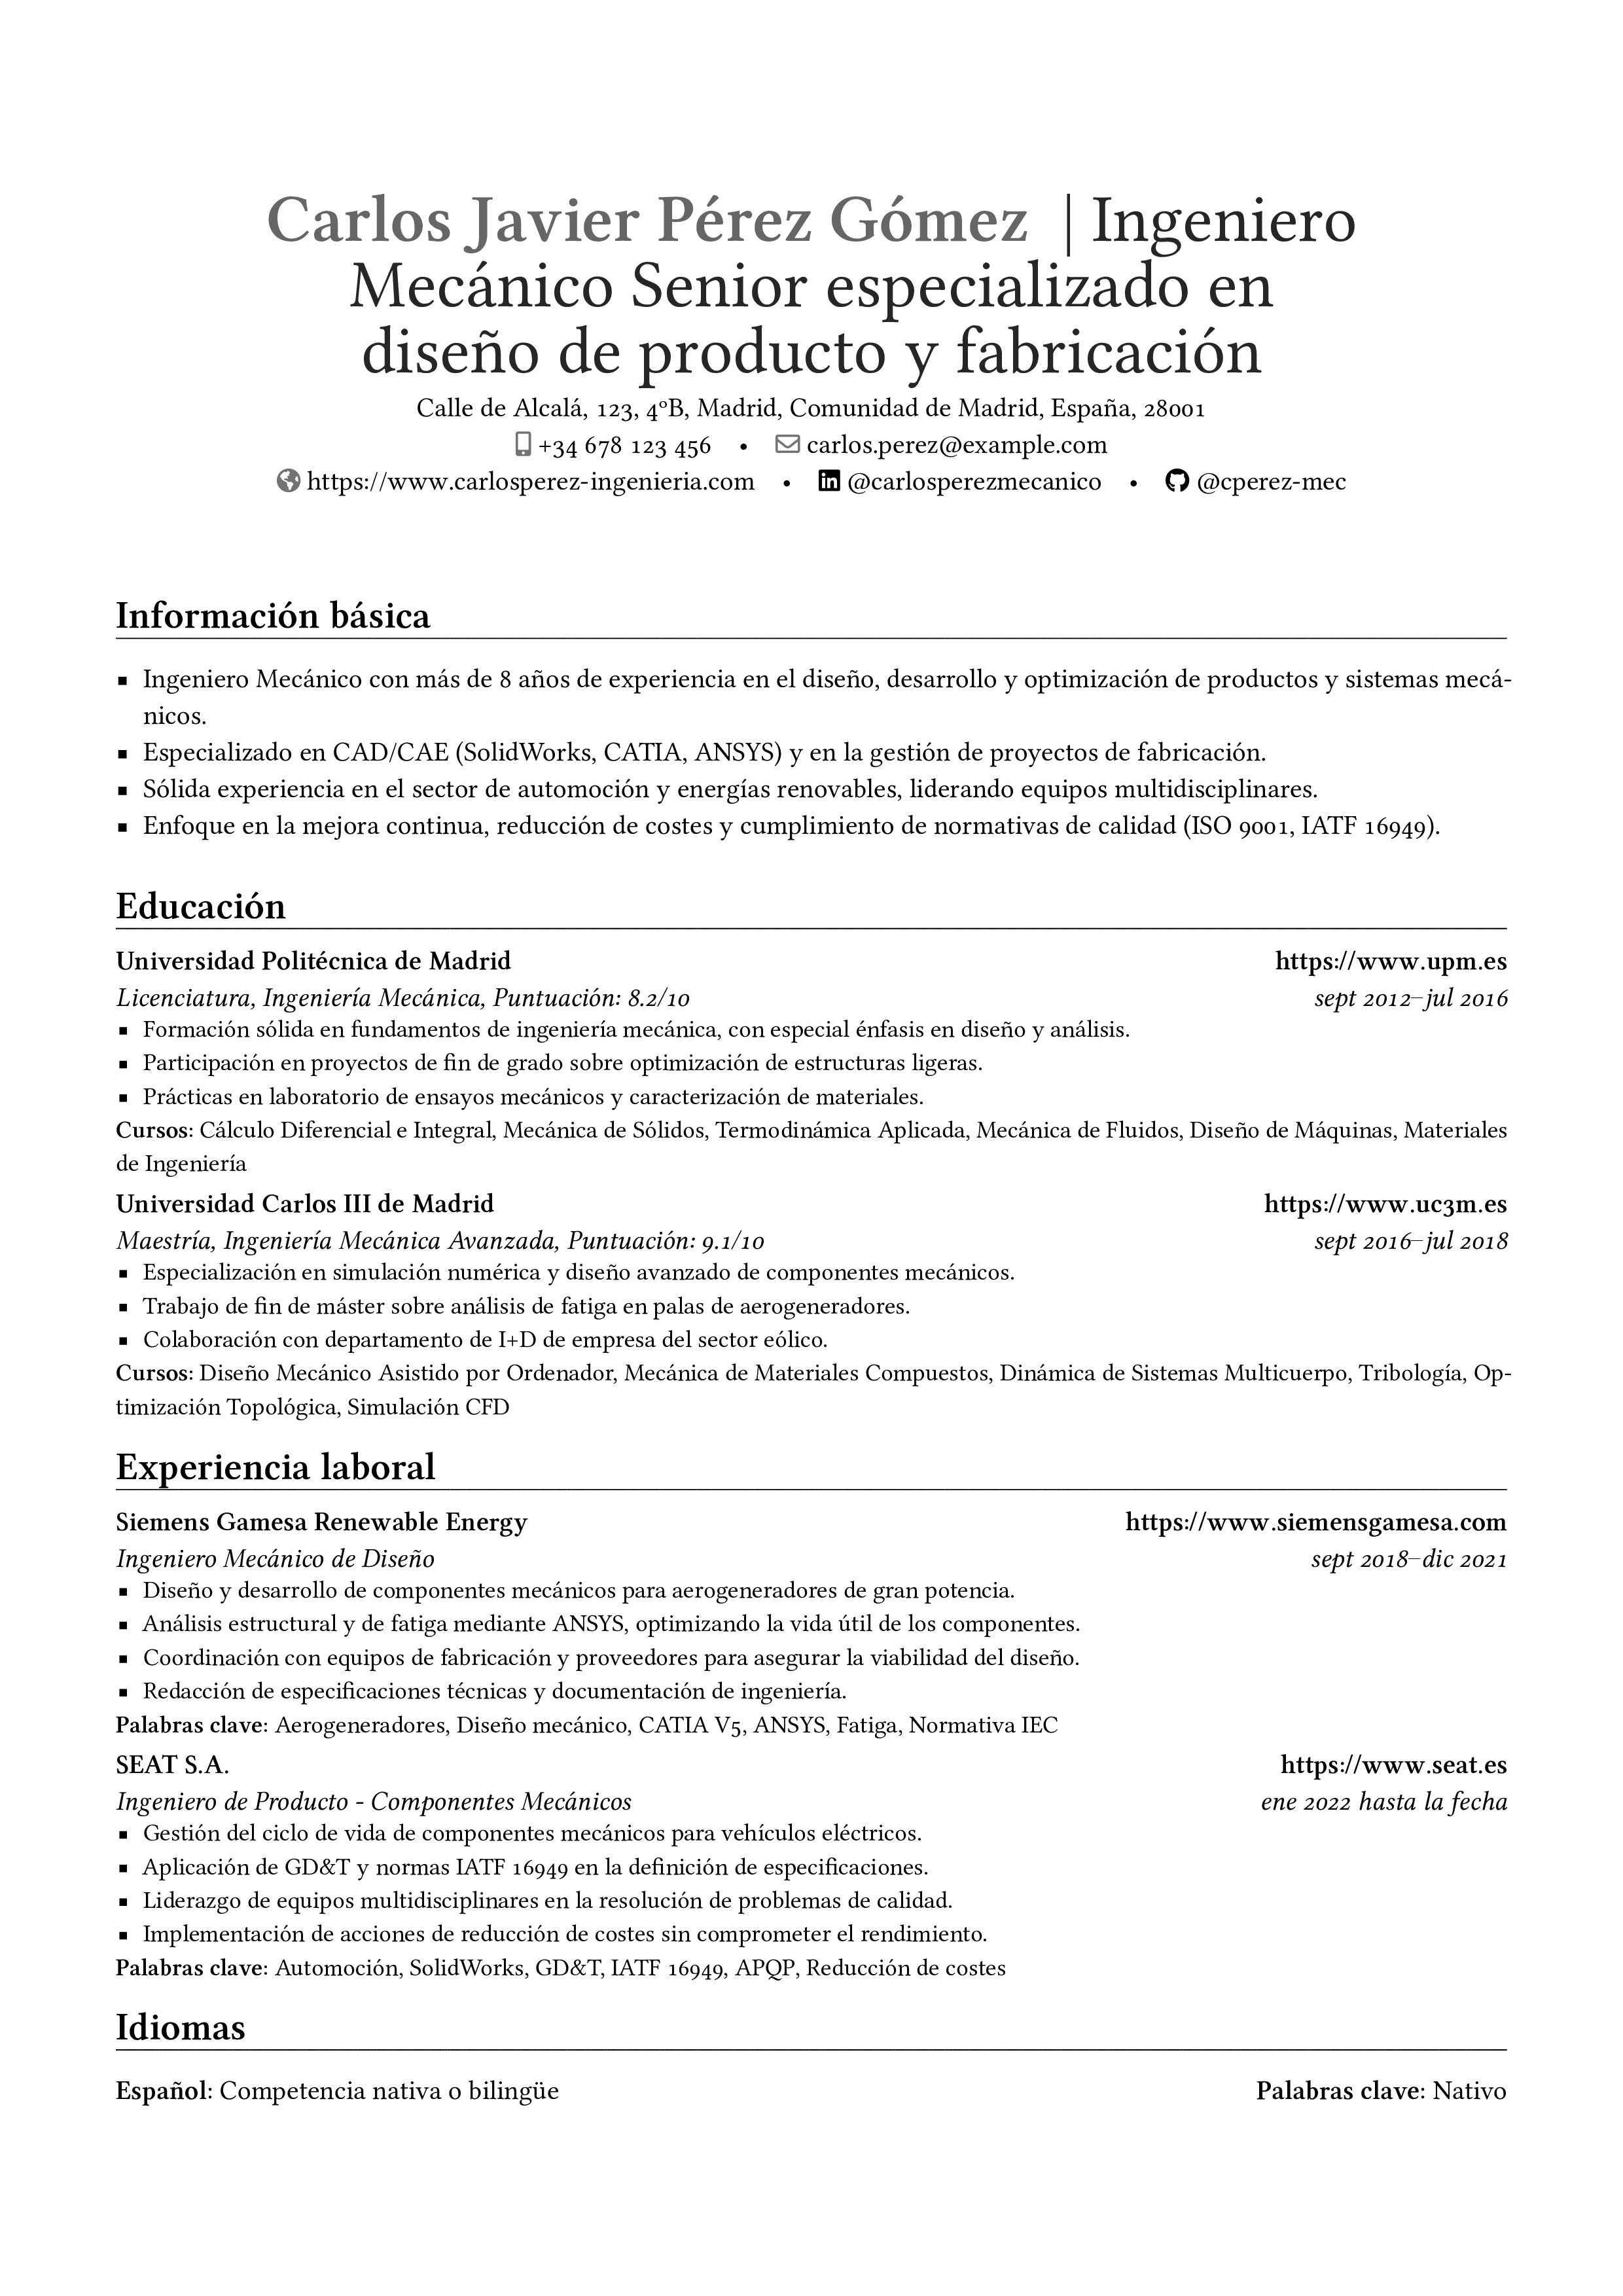 Carlos Javier Pérez Gómez | Ingeniero
Mecánico Senior especializado en
diseño de producto y fabricación
Calle de Alcalá, 123, 4ºB, Madrid, Comunidad de Madrid, España, 28001
+34 678 123 456 • carlos.perez@example.com
https://www.carlosperez-ingenieria.com • @carlosperezmecanico • @cperez-mec
Información básica
▪ Ingeniero Mecánico con más de 8 años de experiencia en el diseño, desarrollo y optimización de productos y sistemas mecá-
nicos.
▪ Especializado en CAD/CAE (SolidWorks, CATIA, ANSYS) y en la gestión de proyectos de fabricación.
▪ Sólida experiencia en el sector de automoción y energías renovables, liderando equipos multidisciplinares.
▪ Enfoque en la mejora continua, reducción de costes y cumplimiento de normativas de calidad (ISO 9001, IATF 16949).
Educación
Universidad Politécnica de Madrid https://www.upm.es
Licenciatura, Ingeniería Mecánica, Puntuación: 8.2/10 sept 2012–jul 2016
▪ Formación sólida en fundamentos de ingeniería mecánica, con especial énfasis en diseño y análisis.
▪ Participación en proyectos de fin de grado sobre optimización de estructuras ligeras.
▪ Prácticas en laboratorio de ensayos mecánicos y caracterización de materiales.
Cursos: Cálculo Diferencial e Integral, Mecánica de Sólidos, Termodinámica Aplicada, Mecánica de Fluidos, Diseño de Máquinas, Materiales
de Ingeniería
Universidad Carlos III de Madrid https://www.uc3m.es
Maestría, Ingeniería Mecánica Avanzada, Puntuación: 9.1/10 sept 2016–jul 2018
▪ Especialización en simulación numérica y diseño avanzado de componentes mecánicos.
▪ Trabajo de fin de máster sobre análisis de fatiga en palas de aerogeneradores.
▪ Colaboración con departamento de I+D de empresa del sector eólico.
Cursos: Diseño Mecánico Asistido por Ordenador, Mecánica de Materiales Compuestos, Dinámica de Sistemas Multicuerpo, Tribología, Op-
timización Topológica, Simulación CFD
Experiencia laboral
Siemens Gamesa Renewable Energy https://www.siemensgamesa.com
Ingeniero Mecánico de Diseño sept 2018–dic 2021
▪ Diseño y desarrollo de componentes mecánicos para aerogeneradores de gran potencia.
▪ Análisis estructural y de fatiga mediante ANSYS, optimizando la vida útil de los componentes.
▪ Coordinación con equipos de fabricación y proveedores para asegurar la viabilidad del diseño.
▪ Redacción de especificaciones técnicas y documentación de ingeniería.
Palabras clave: Aerogeneradores, Diseño mecánico, CATIA V5, ANSYS, Fatiga, Normativa IEC
SEAT S.A. https://www.seat.es
Ingeniero de Producto - Componentes Mecánicos ene 2022 hasta la fecha
▪ Gestión del ciclo de vida de componentes mecánicos para vehículos eléctricos.
▪ Aplicación de GD&T y normas IATF 16949 en la definición de especificaciones.
▪ Liderazgo de equipos multidisciplinares en la resolución de problemas de calidad.
▪ Implementación de acciones de reducción de costes sin comprometer el rendimiento.
Palabras clave: Automoción, SolidWorks, GD&T, IATF 16949, APQP, Reducción de costes
Idiomas
Español: Competencia nativa o bilingüe Palabras clave: Nativo